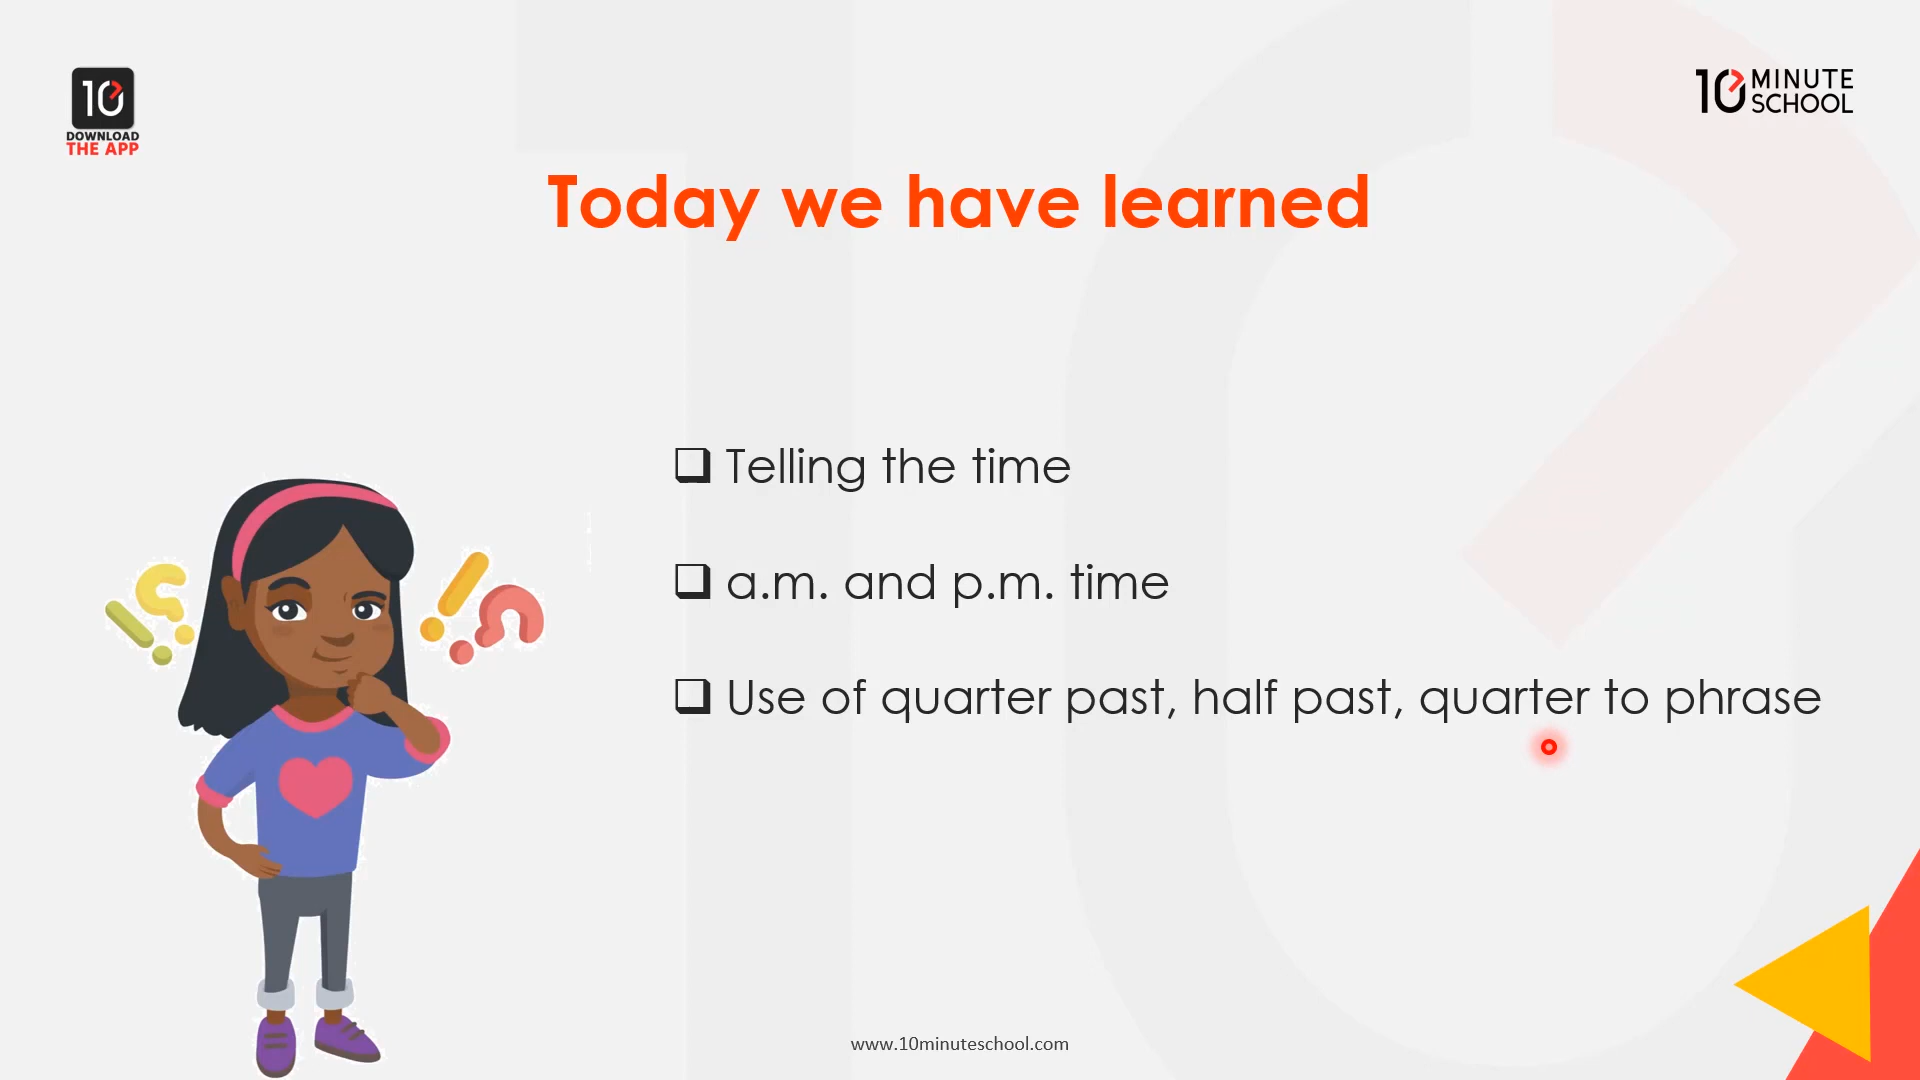 10
DOWNLOAD
THE APP
10 MINUTE
SCHOOL
Today we have learned
❑ Telling the time
❑ a.m. and p.m. time
❑ Use of quarter past, half past, quarter to phrase
www.10minuteschool.com